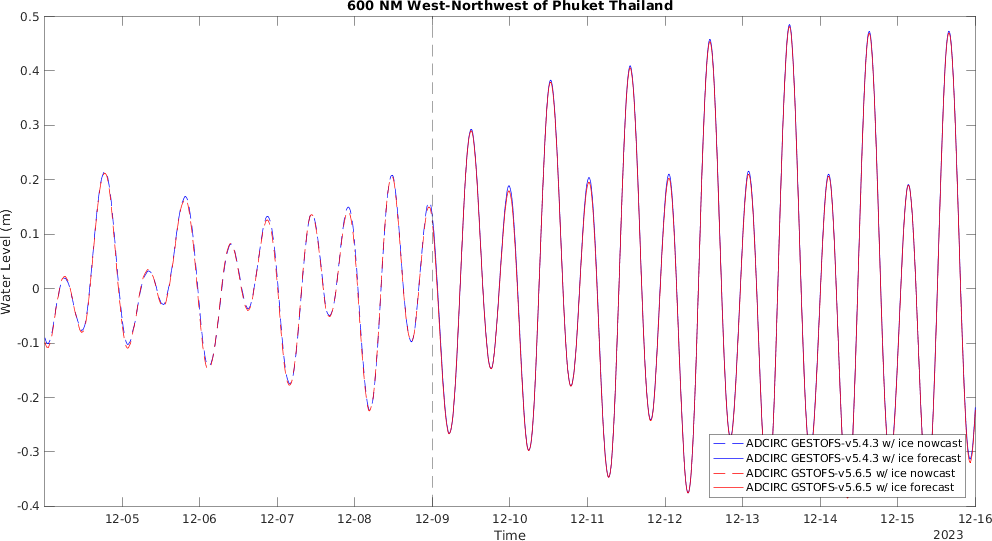 600 NM West-Northwest of Phuket Thailand
0.5
0.4
0.3
0.2
0.1
0
-0.1
-0.2
-0.3
-0.4
Water Level (m)
12-05 12-06 12-07 12-08 12-09 12-10 12-11 12-12 12-13 12-14 12-15 12-16
Time
2023
ADCIRC GESTOFS-v5.4.3 w/ ice nowcast
ADCIRC GESTOFS-v5.4.3 w/ ice forecast
ADCIRC GSTOFS-v5.6.5 w/ ice nowcast
ADCIRC GSTOFS-v5.6.5 w/ ice forecast